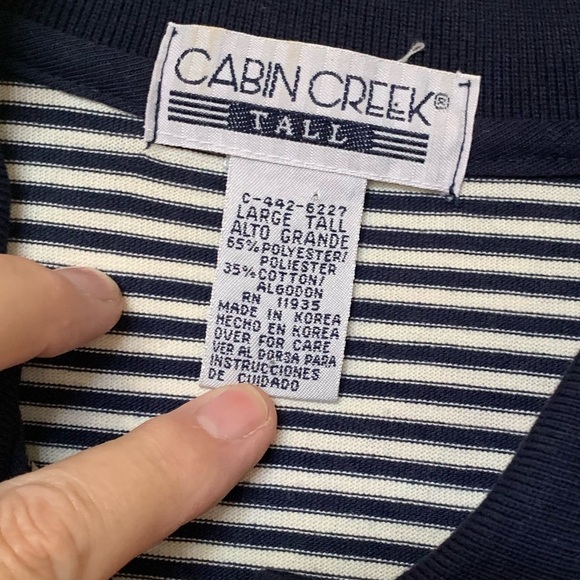 CABIN CREEK®
TALL
C-442-6227
LARGE TALL
ALTO GRANDE
65% POLYESTER/
POLIESTER
35% COTTON/
ALGODON
RN 11935
MADE IN KOREA
HECHO EN KOREA
OVER FOR CARE
VER AL DORSA PARA
INSTRUCCIONES
DE CUIDADO